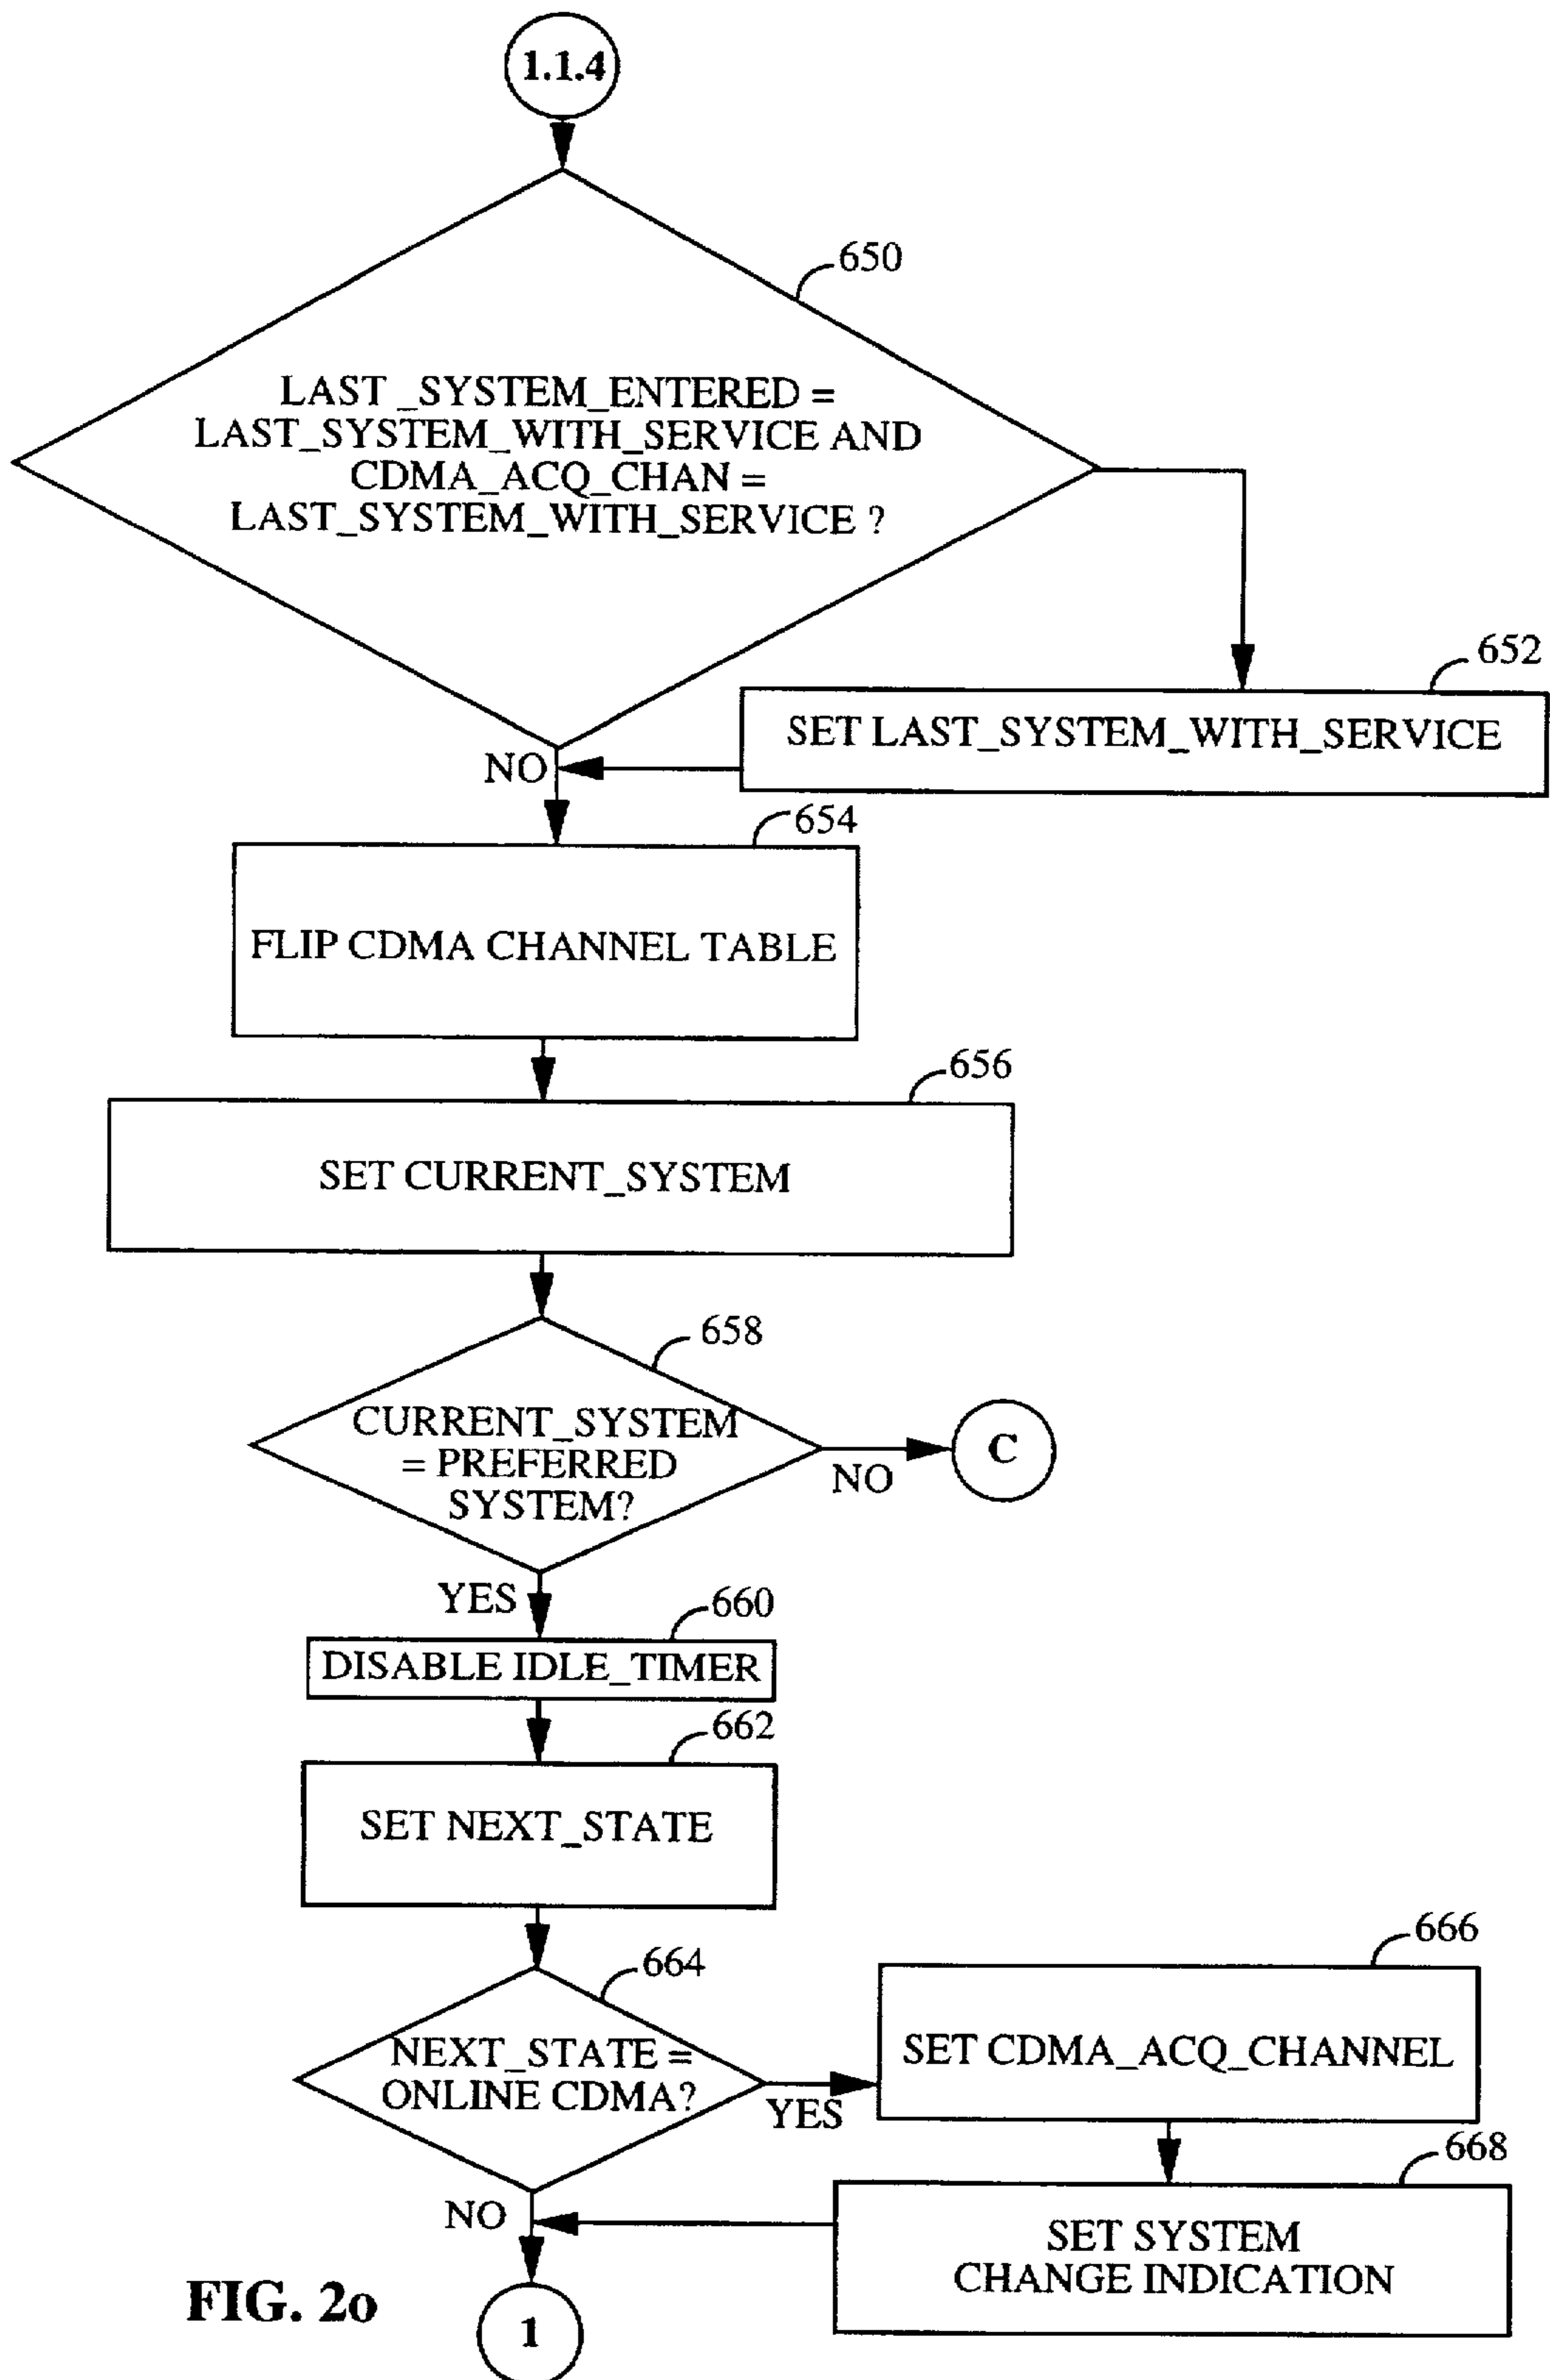 1.1.4
650
LAST _SYSTEM_ENTERED =
LAST_SYSTEM_WITH_SERVICE AND
CDMA_ACQ_CHAN =
LAST_SYSTEM_WITH_SERVICE ?
652
SET LAST_SYSTEM_WITH_SERVICE
NO
654
FLIP CDMA CHANNEL TABLE
656
SET CURRENT_SYSTEM
658
CURRENT_SYSTEM
= PREFERRED
SYSTEM?
NO
C
YES
660
DISABLE IDLE_TIMER
662
SET NEXT_STATE
664
NEXT_STATE =
ONLINE CDMA?
YES
666
SET CDMA_ACQ_CHANNEL
668
SET SYSTEM
CHANGE INDICATION
NO
1
FIG. 2o